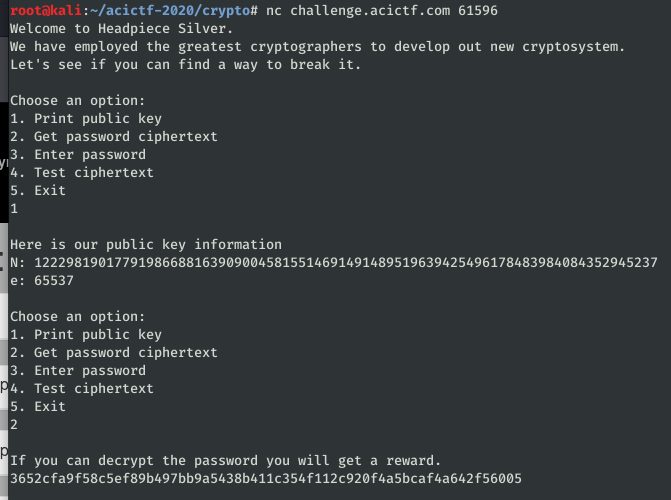 root@kali:~/acictf-2020/crypto# nc challenge.acictf.com 61596
Welcome to Headpiece Silver.
We have employed the greatest cryptographers to develop out new cryptosystem.
Let's see if you can find a way to break it.
Choose an option:
1. Print public key
2. Get password ciphertext
3. Enter password
4. Test ciphertext
5. Exit
1
Here is our public key information
N: 12229819017791986688163909004581551469149148951963942549617848398408435294523​7
e: 65537
Choose an option:
1. Print public key
2. Get password ciphertext
3. Enter password
4. Test ciphertext
5. Exit
2
If you can decrypt the password you will get a reward.
3652cfa9f58c5ef89b497bb9a5438b411c354f112c920f4a5bcaf4a642f56005